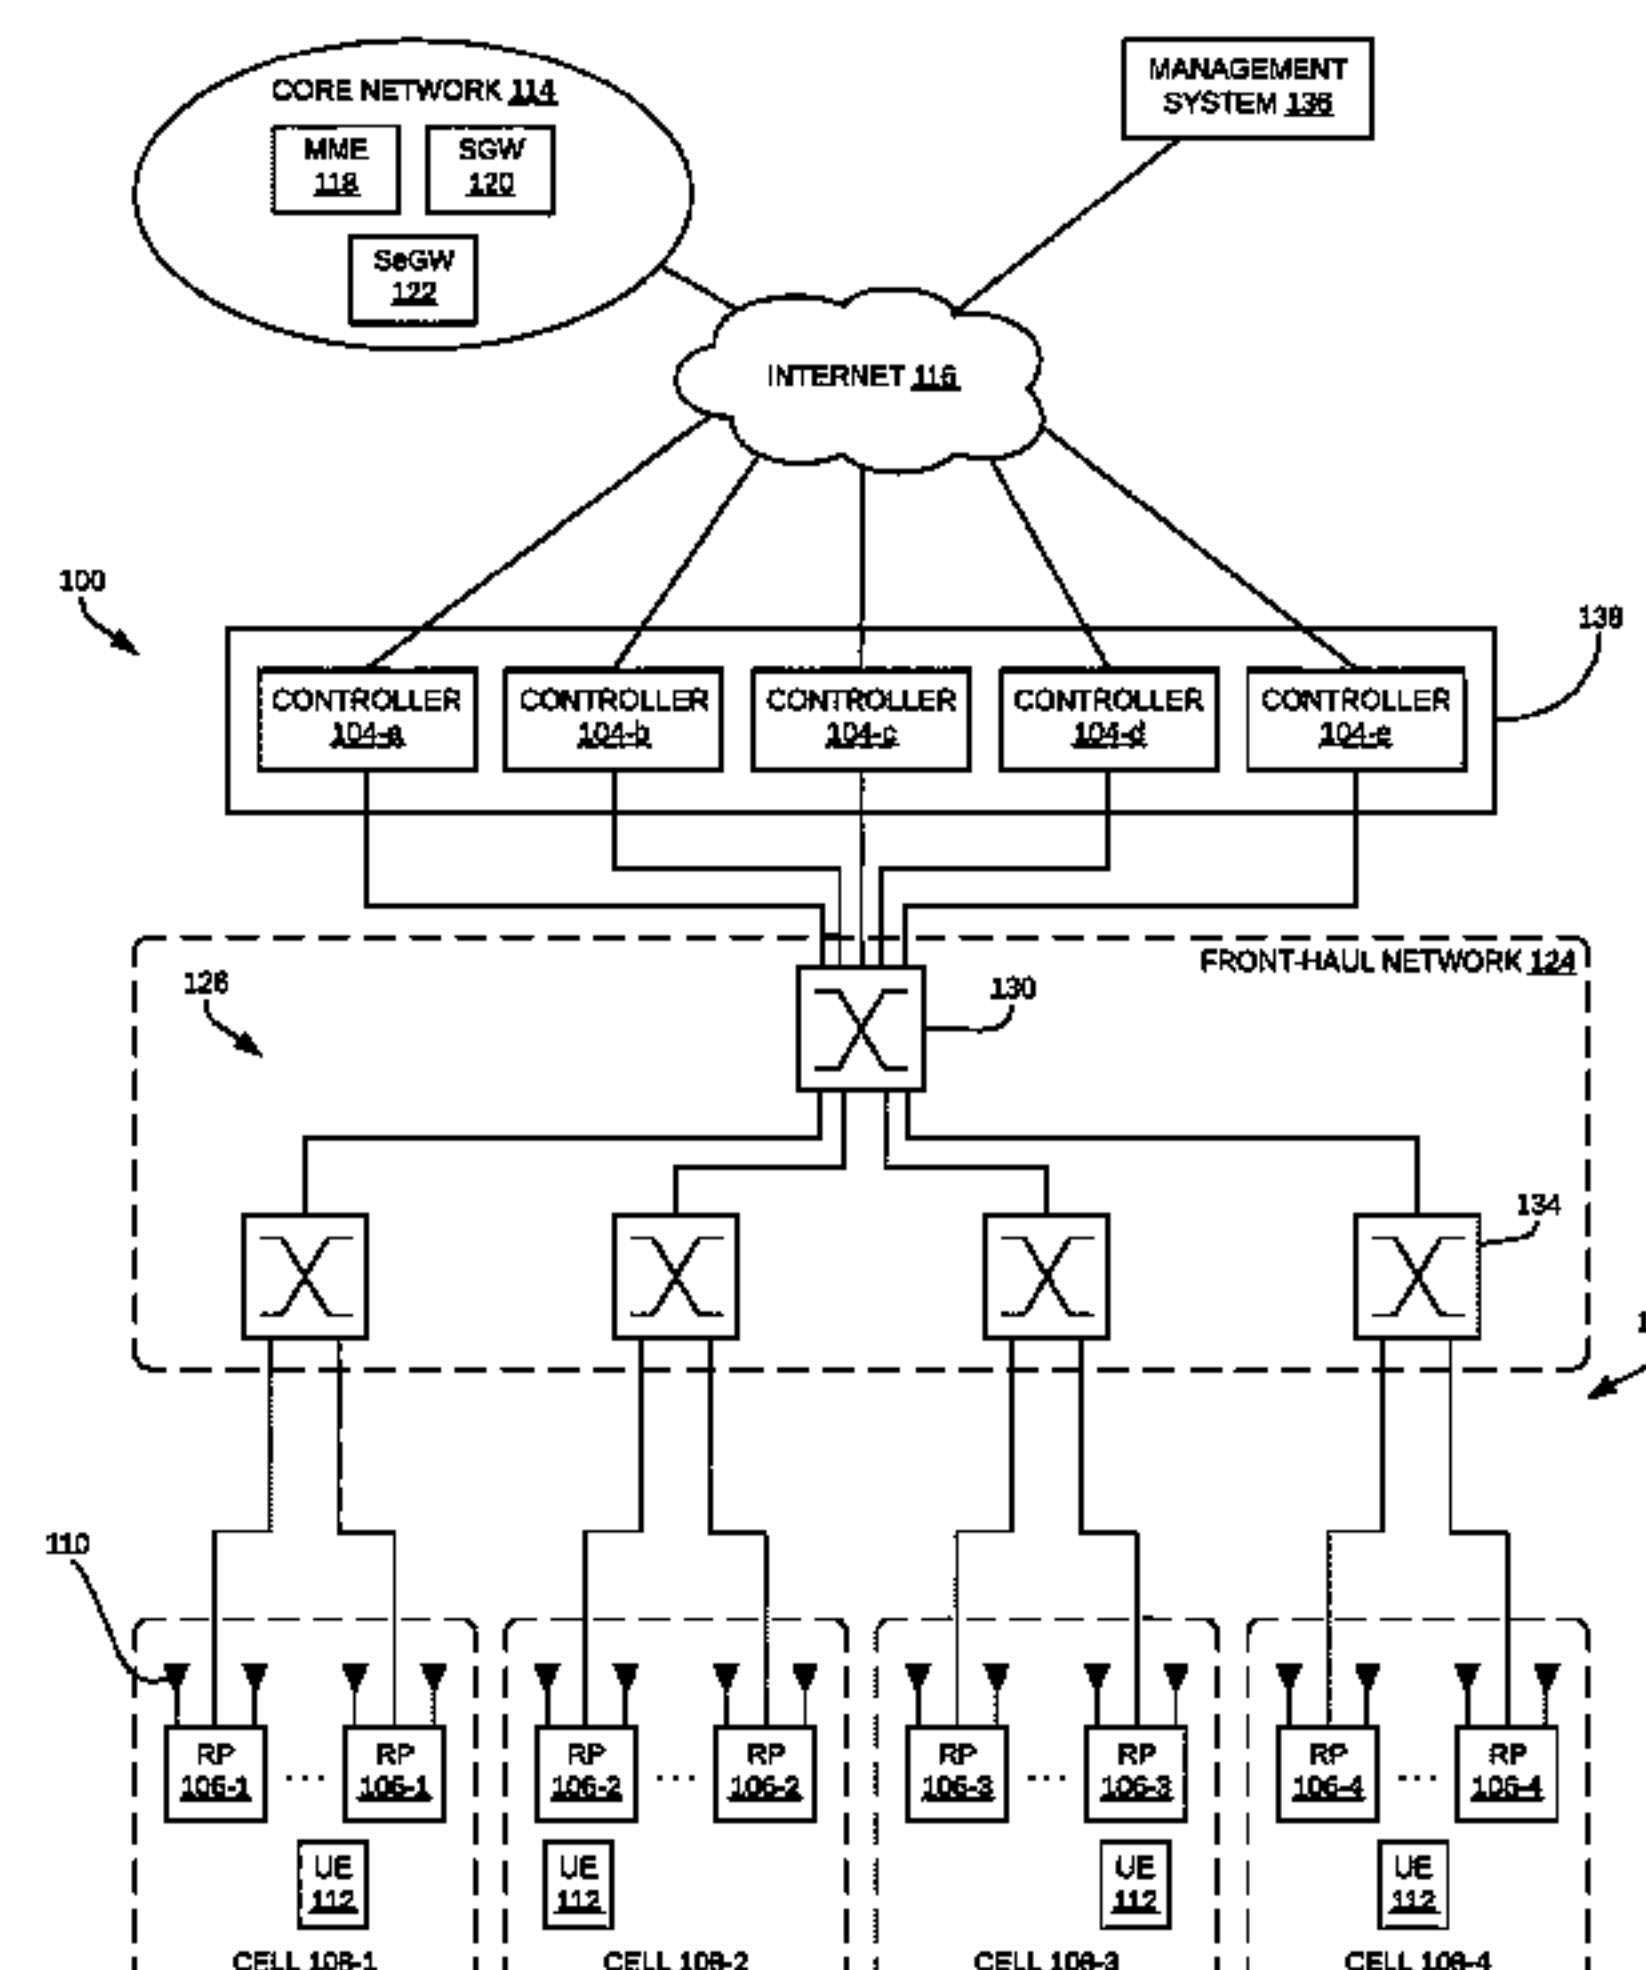 CORE NETWORK 114
MME
118
SGW
120
SeGW
122
MANAGEMENT
SYSTEM 136
INTERNET 116
100
138
CONTROLLER
104-a
CONTROLLER
104-b
CONTROLLER
104-c
CONTROLLER
104-d
CONTROLLER
104-e
FRONT-HAUL NETWORK 124
126
130
134
110
RP
106-1
...
RP
106-1
RP
106-2
...
RP
106-2
RP
106-3
...
RP
106-3
RP
106-4
...
RP
106-4
UE
112
UE
112
UE
112
UE
112
CELL 108-1
CELL 108-2
CELL 108-3
CELL 108-4